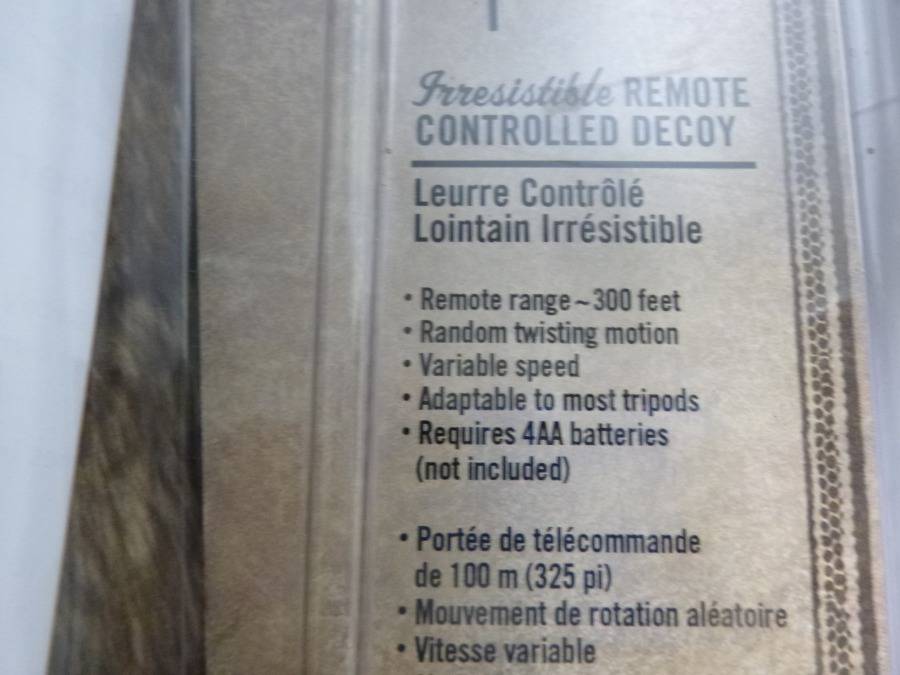 Irresistible REMOTE
CONTROLLED DECOY
Leurre Contrôlé
Lointain Irrésistible
• Remote range ~ 300 feet
• Random twisting motion
• Variable speed
• Adaptable to most tripods
• Requires 4AA batteries
(not included)
• Portée de télécommande
de 100 m (325 pi)
• Mouvement de rotation aléatoire
• Vitesse variable